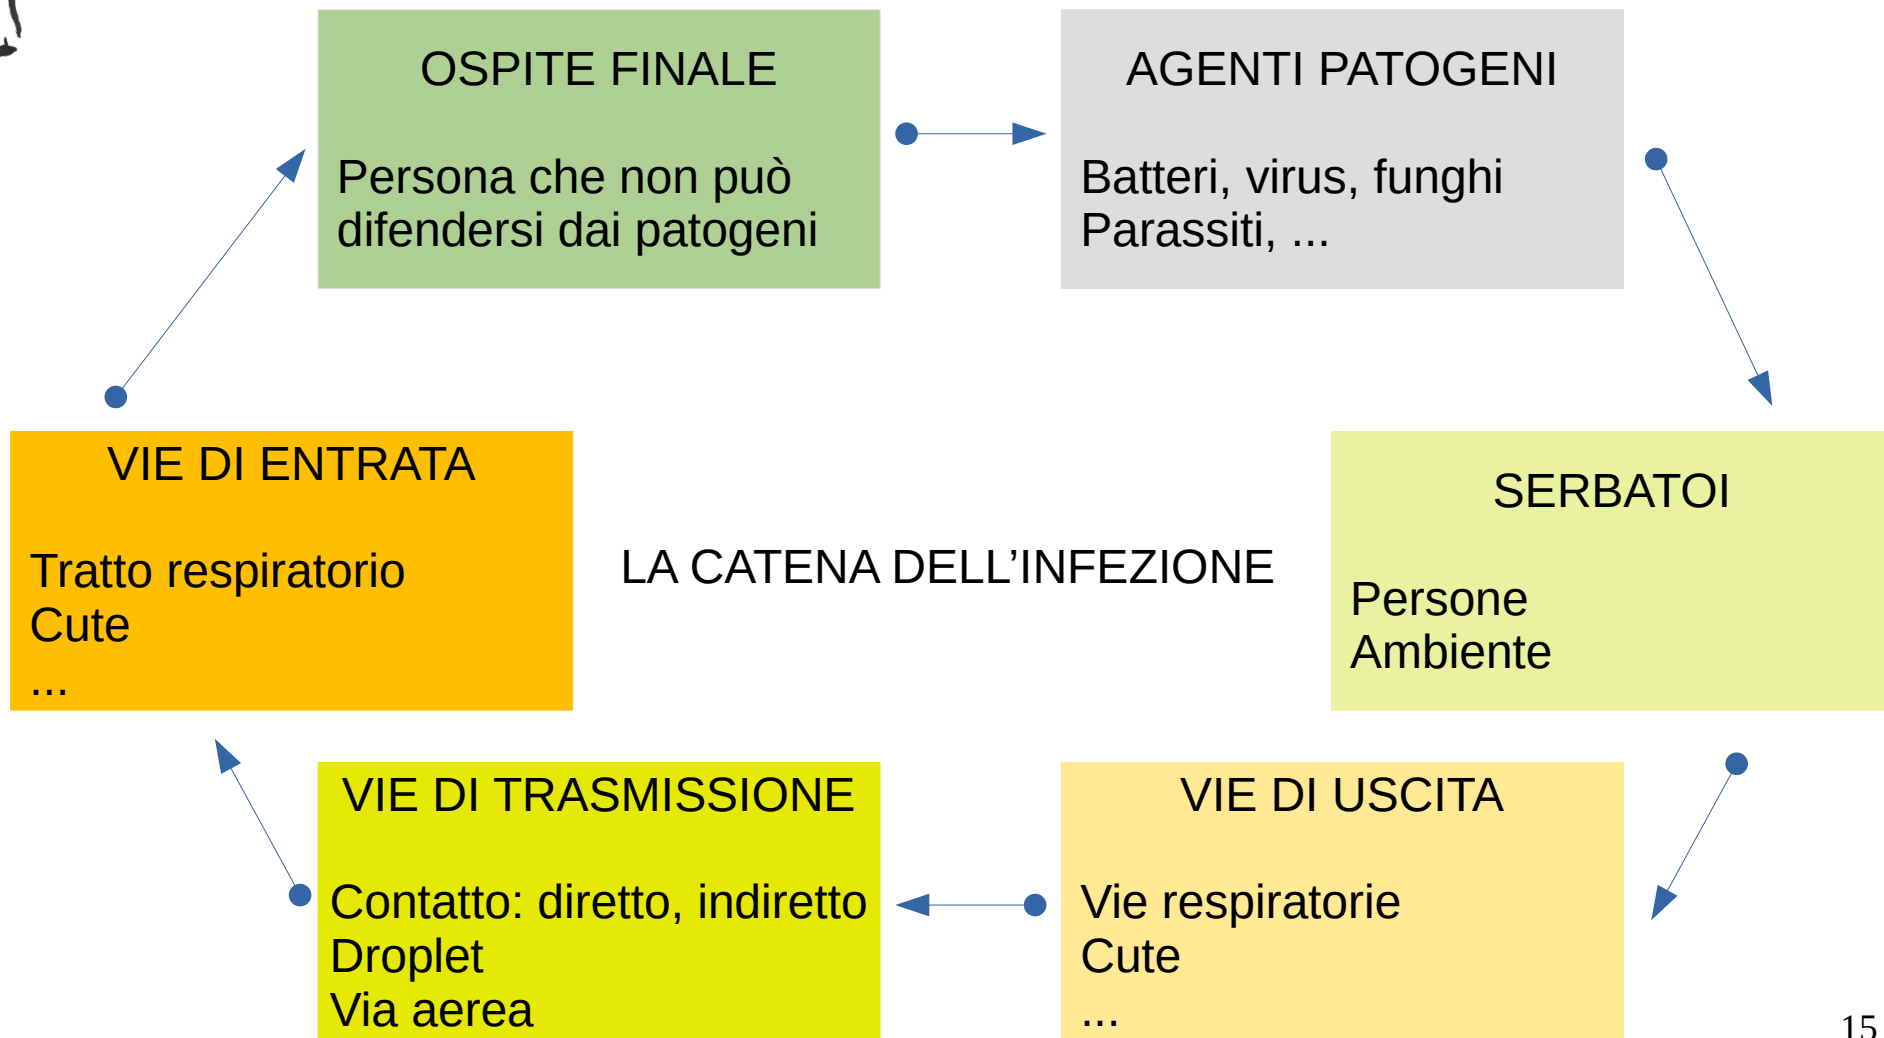 OSPITE FINALE
Persona che non può
difendersi dai patogeni
AGENTI PATOGENI
Batteri, virus, funghi
Parassiti, ...
VIE DI ENTRATA
Tratto respiratorio
Cute
...
LA CATENA DELL’INFEZIONE
SERBATOI
Persone
Ambiente
VIE DI TRASMISSIONE
Contatto: diretto, indiretto
Droplet
Via aerea
VIE DI USCITA
Vie respiratorie
Cute
...
15